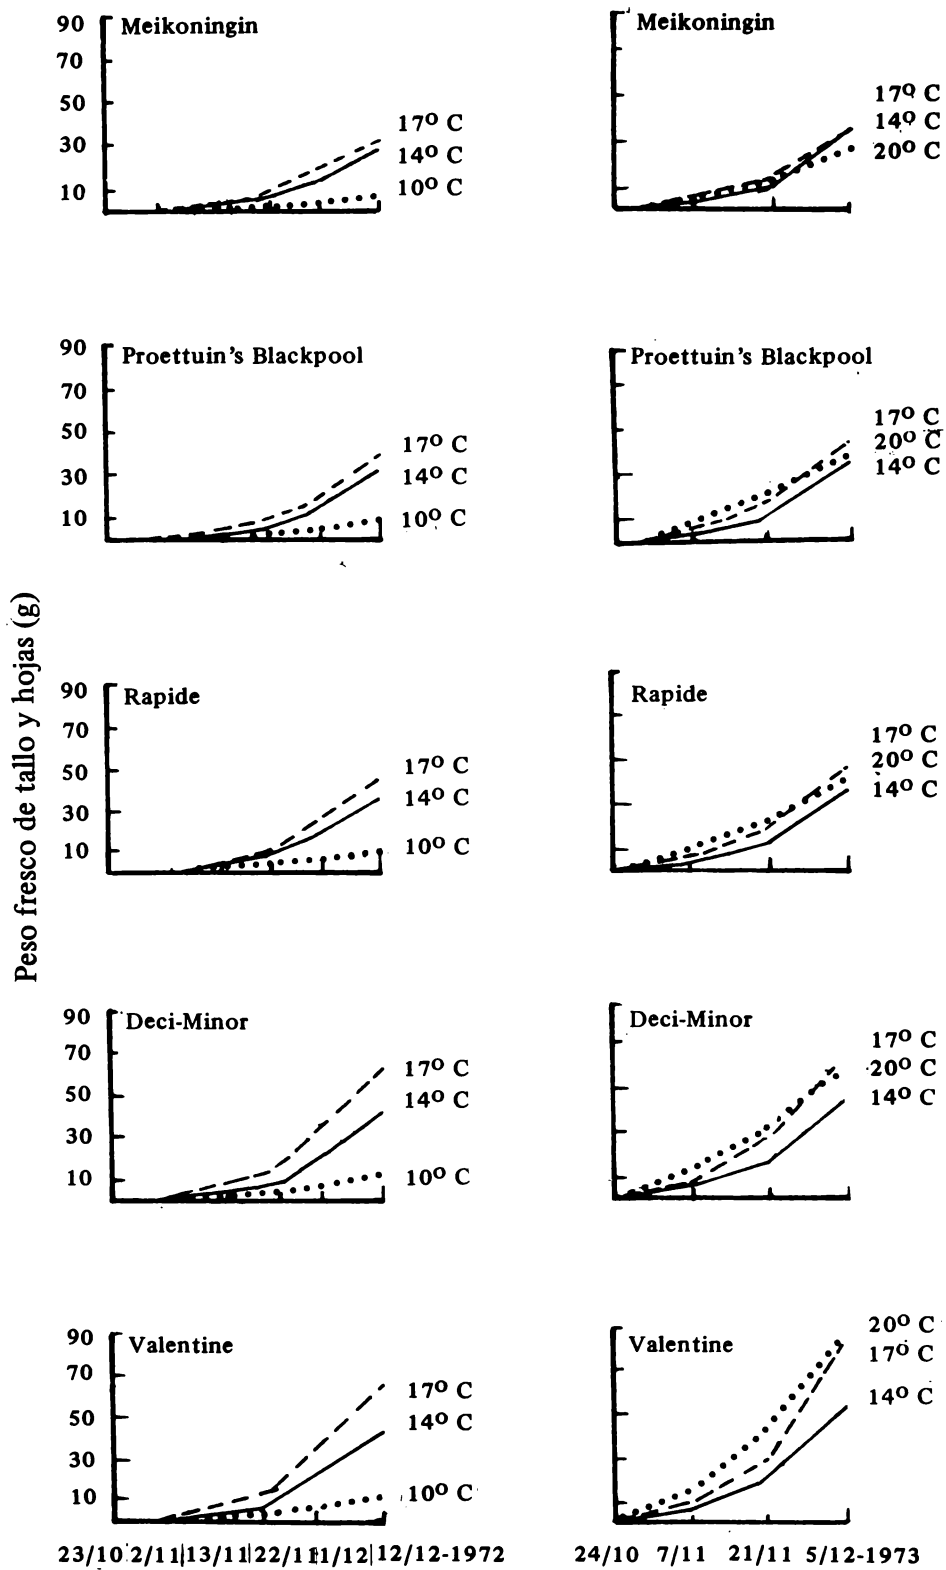 Peso fresco de tallo y hojas (g)
90 Meikoningin
70
50
30
10
17º C
14º C
10º C
Meikoningin
17º C
14º C
20º C
90 Proettuin's Blackpool
70
50
30
10
17º C
14º C
10º C
Proettuin's Blackpool
17º C
20º C
14º C
90 Rapide
70
50
30
10
17º C
14º C
10º C
Rapide
17º C
20º C
14º C
90 Deci-Minor
70
50
30
10
17º C
14º C
10º C
Deci-Minor
17º C
20º C
14º C
90 Valentine
70
50
30
10
17º C
14º C
10º C
Valentine
20º C
17º C
14º C
23/10 2/11|13/11|22/11|1/12|12/12-1972
24/10 7/11 21/11 5/12-1973